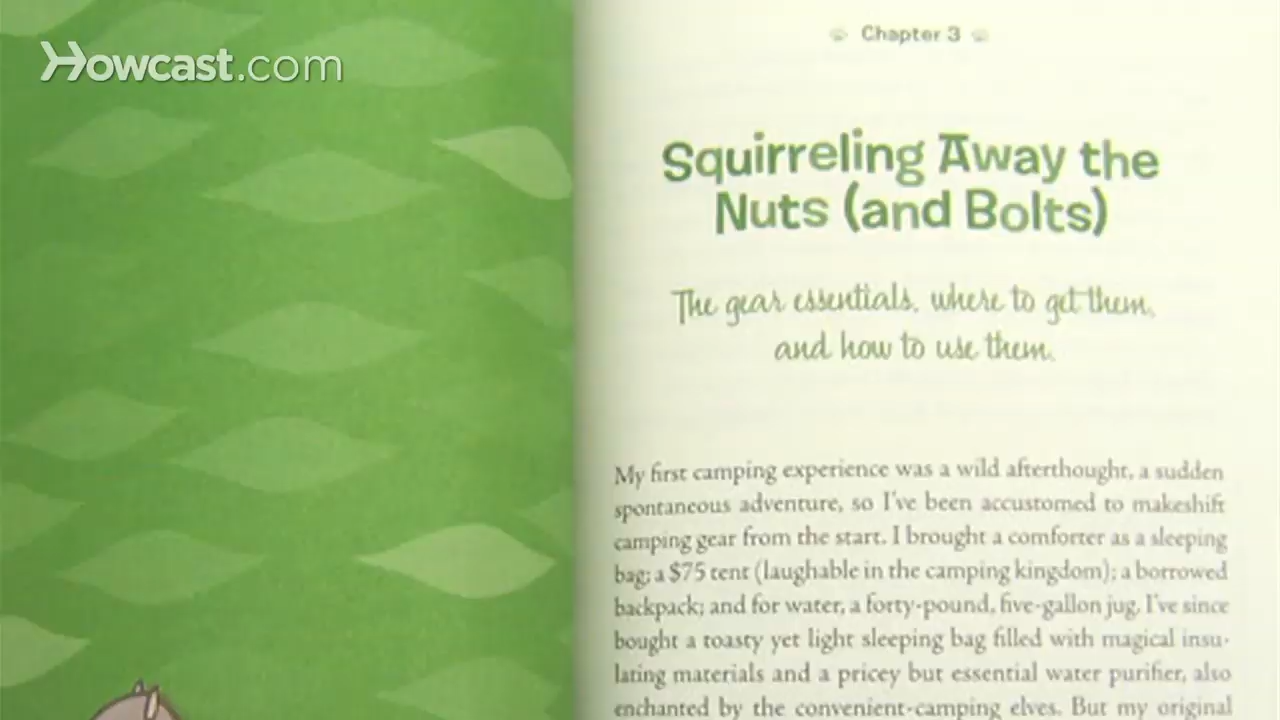 Howcast.com
Chapter 3
Squirreling Away the
Nuts (and Bolts)
The gear essentials, where to get them,
and how to use them.
My first camping experience was a wild afterthought, a sudden
spontaneous adventure, so I've been accustomed to makeshift
camping gear from the start. I brought a comforter as a sleeping
bag; a $75 tent (laughable in the camping kingdom); a borrowed
backpack; and for water, a forty-pound, five-gallon jug. I've since
bought a toasty yet light sleeping bag filled with magical insu-
lating materials and a pricey but essential water purifier, also
enchanted by the convenient-camping elves. But my original